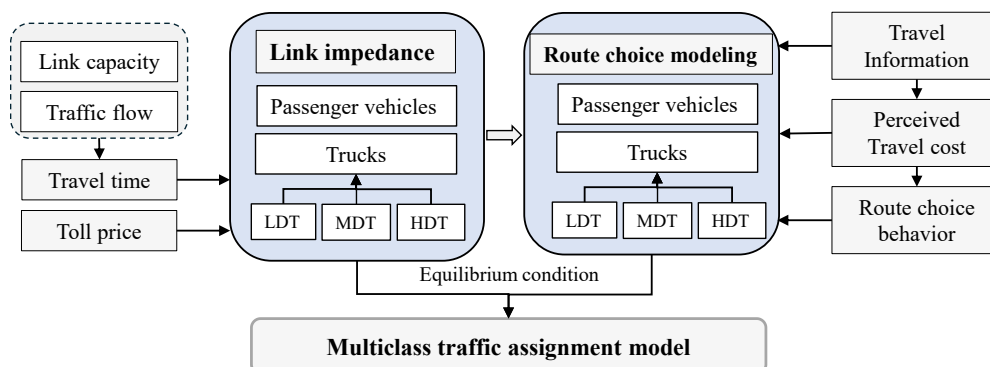 Link capacity
Traffic flow
Travel time
Toll price
Link impedance
Passenger vehicles
Trucks
LDT
MDT
HDT
Route choice modeling
Passenger vehicles
Trucks
LDT
MDT
HDT
Travel
Information
Perceived
Travel cost
Route choice
behavior
Equilibrium condition
Multiclass traffic assignment model